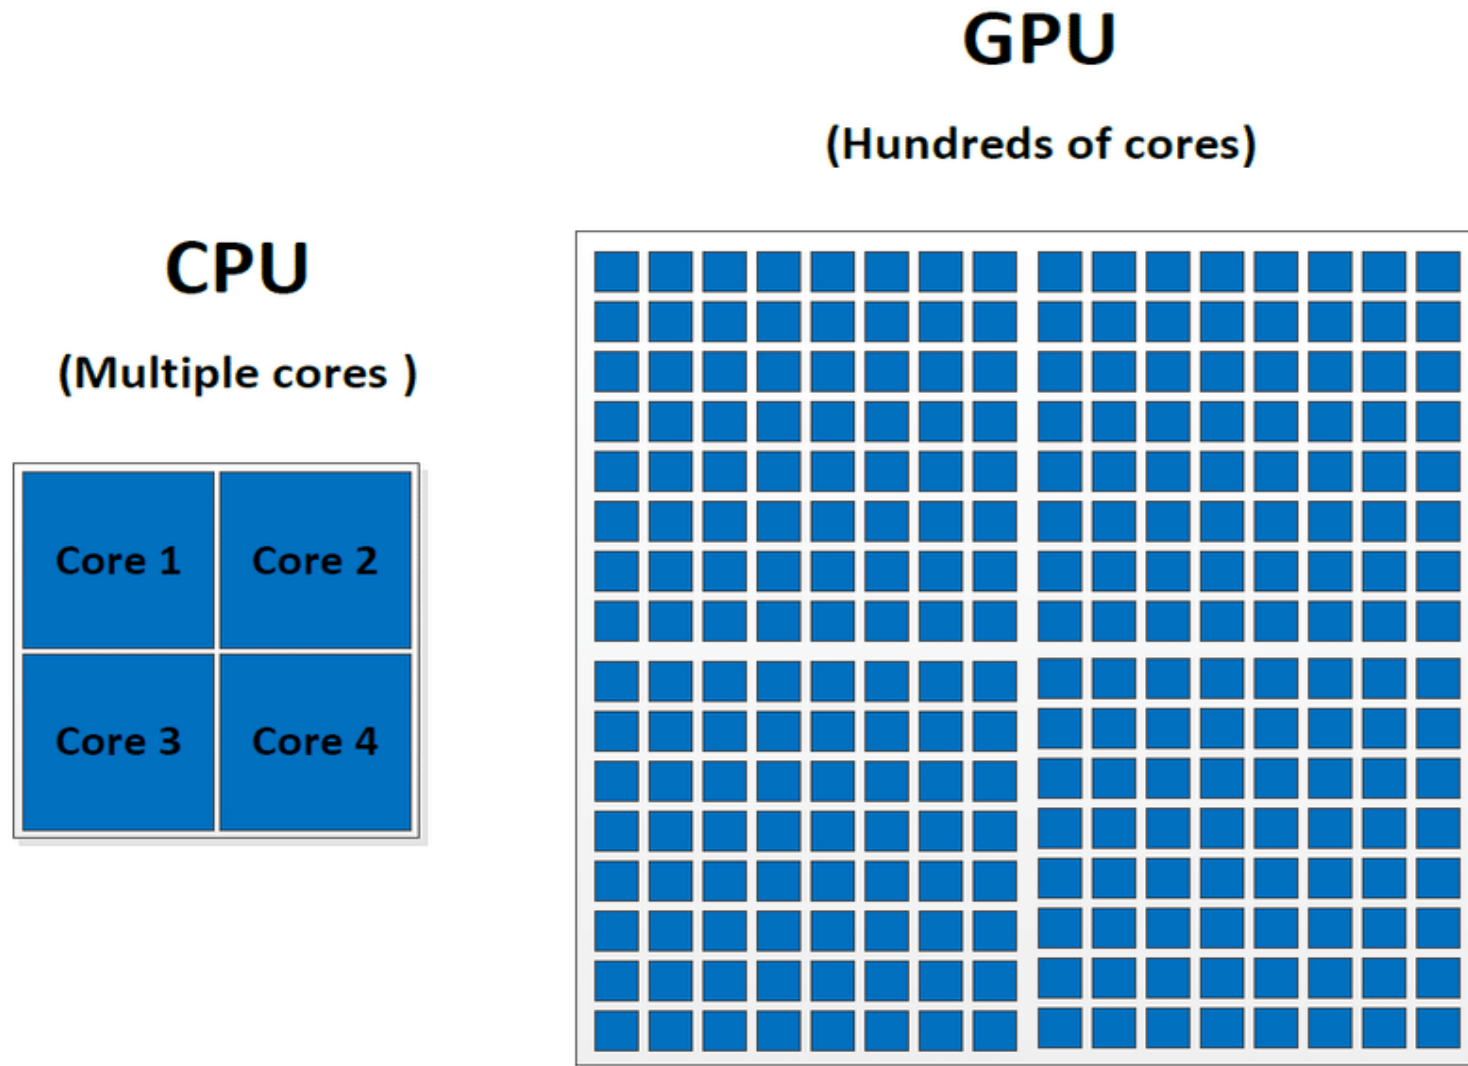 GPU
(Hundreds of cores)
CPU
(Multiple cores )
Core 1
Core 2
Core 3
Core 4